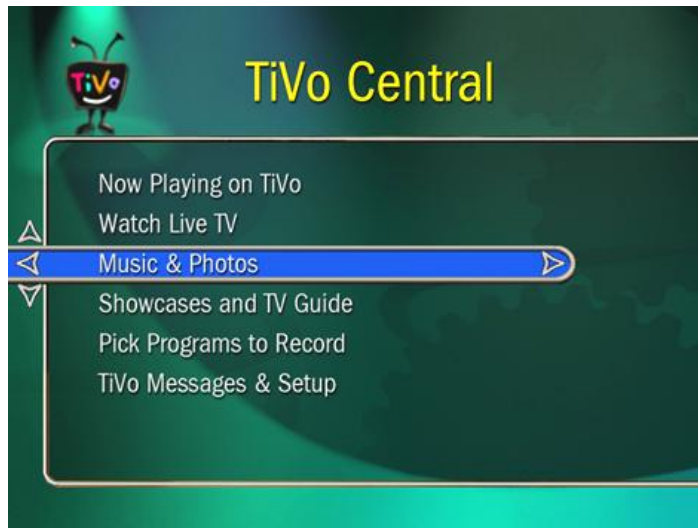 TiVo
TiVo Central
Now Playing on TiVo
Watch Live TV
Music & Photos
Showcases and TV Guide
Pick Programs to Record
TiVo Messages & Setup